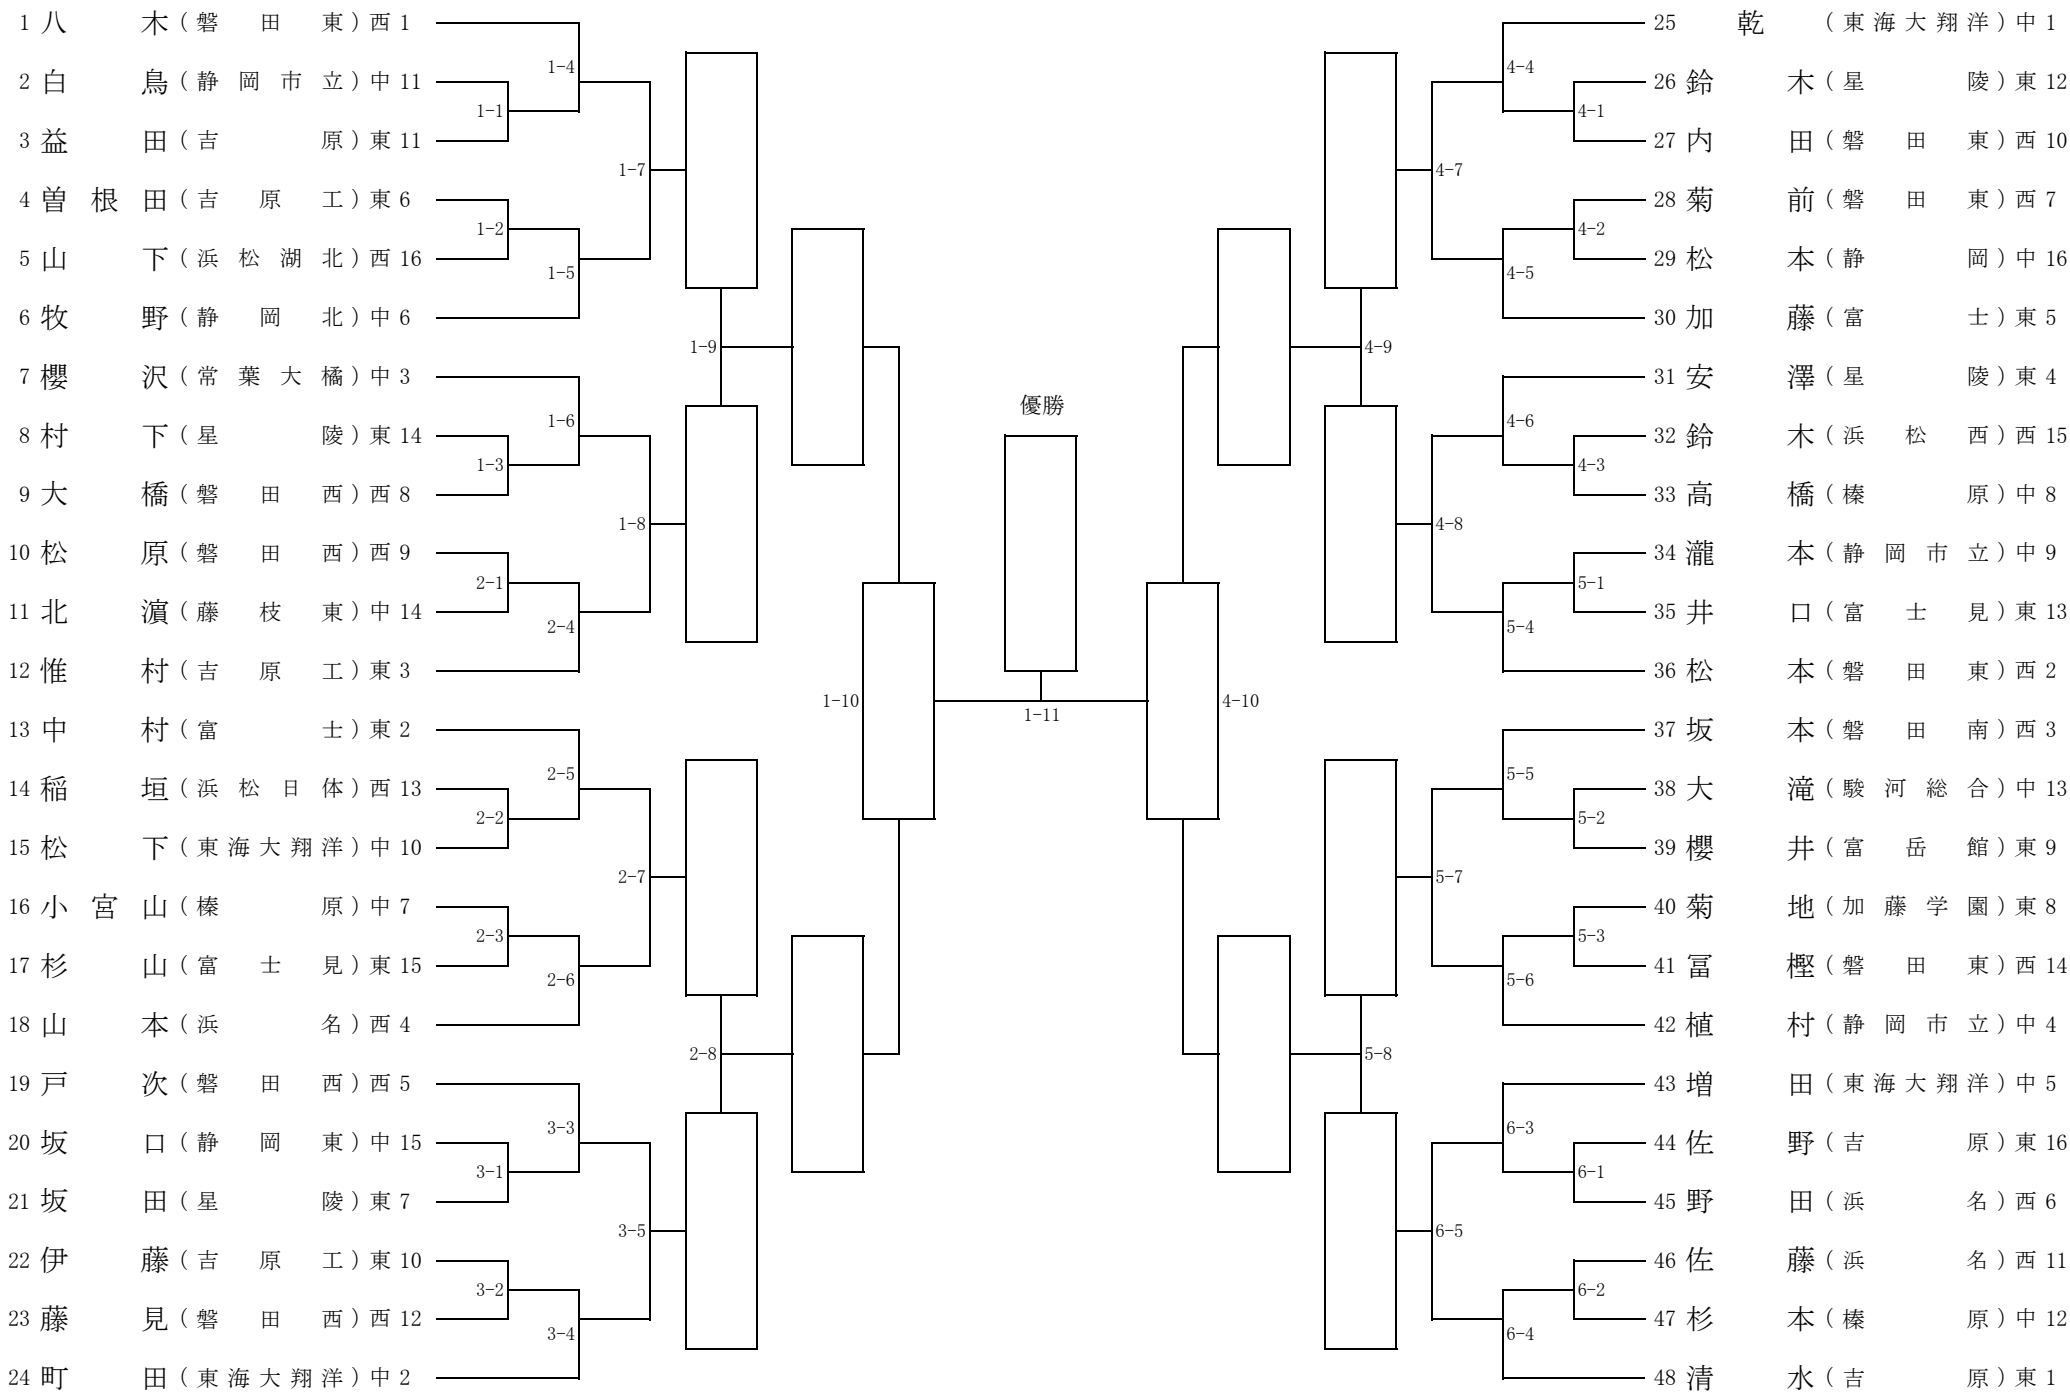 1 八木（磐田東）西 1
2 白鳥（静岡市立）中 11
3 益田（吉原）東 11
4 曽根田（吉原工）東 6
5 山下（浜松湖北）西 16
6 牧野（静岡北）中 6
7 櫻沢（常葉大橘）中 3
8 村下（星陵）東 14
9 大橋（磐田西）西 8
10 松原（磐田西）西 9
11 北濵（藤枝東）中 14
12 惟村（吉原工）東 3
13 中村（富士）東 2
14 稲垣（浜松日体）西 13
15 松下（東海大翔洋）中 10
16 小宮山（榛原）中 7
17 杉山（富士見）東 15
18 山本（浜名）西 4
19 戸次（磐田西）西 5
20 坂口（静岡東）中 15
21 坂田（星陵）東 7
22 伊藤（吉原工）東 10
23 藤見（磐田西）西 12
24 町田（東海大翔洋）中 2
1-1
1-2
1-3
2-1
2-2
2-3
3-1
3-2
1-4
1-5
1-6
2-4
2-5
2-6
3-3
3-4
1-7
1-8
2-7
3-5
1-9
2-8
1-10
優勝
1-11
4-10
4-9
5-8
4-7
4-8
5-7
6-5
4-4
4-5
4-6
5-4
5-5
5-6
6-3
6-4
4-1
4-2
4-3
5-1
5-2
5-3
6-1
6-2
25 乾（東海大翔洋）中 1
26 鈴木（星陵）東 12
27 内田（磐田東）西 10
28 菊前（磐田東）西 7
29 松本（静岡）中 16
30 加藤（富士）東 5
31 安澤（星陵）東 4
32 鈴木（浜松西）西 15
33 高橋（榛原）中 8
34 瀧本（静岡市立）中 9
35 井口（富士見）東 13
36 松本（磐田東）西 2
37 坂本（磐田南）西 3
38 大滝（駿河総合）中 13
39 櫻井（富岳館）東 9
40 菊地（加藤学園）東 8
41 冨樫（磐田東）西 14
42 植村（静岡市立）中 4
43 増田（東海大翔洋）中 5
44 佐野（吉原）東 16
45 野田（浜名）西 6
46 佐藤（浜名）西 11
47 杉本（榛原）中 12
48 清水（吉原）東 1